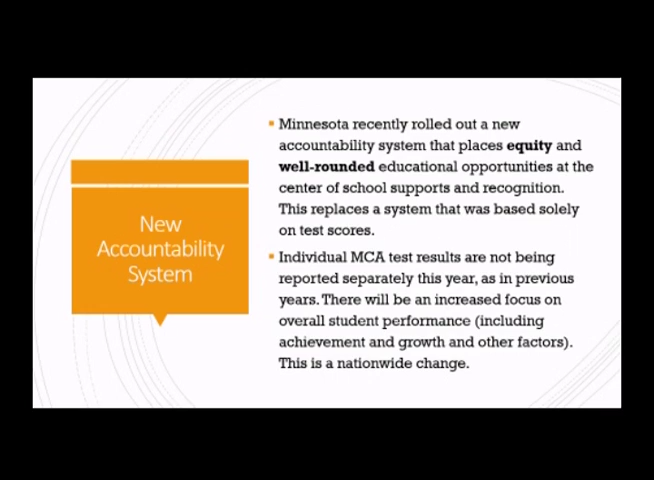 New
Accountability
System
Minnesota recently rolled out a new
accountability system that places equity and
well-rounded educational opportunities at the
center of school supports and recognition.
This replaces a system that was based solely
on test scores.
Individual MCA test results are not being
reported separately this year, as in previous
years. There will be an increased focus on
overall student performance (including
achievement and growth and other factors).
This is a nationwide change.